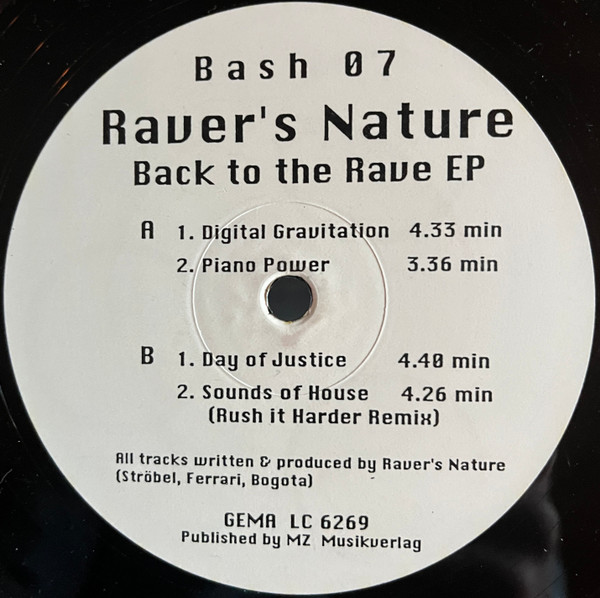 Bash 07
Raver's Nature
Back to the Rave EP
A 1. Digital Gravitation 4.33 min
2. Piano Power 3.36 min
B 1. Day of Justice 4.40 min
2. Sounds of House 4.26 min
(Rush it Harder Remix)
All tracks written & produced by Raver's Nature
(Ströbel, Ferrari, Bogota)
GEMA LC 6269
Published by MZ Musikverlag